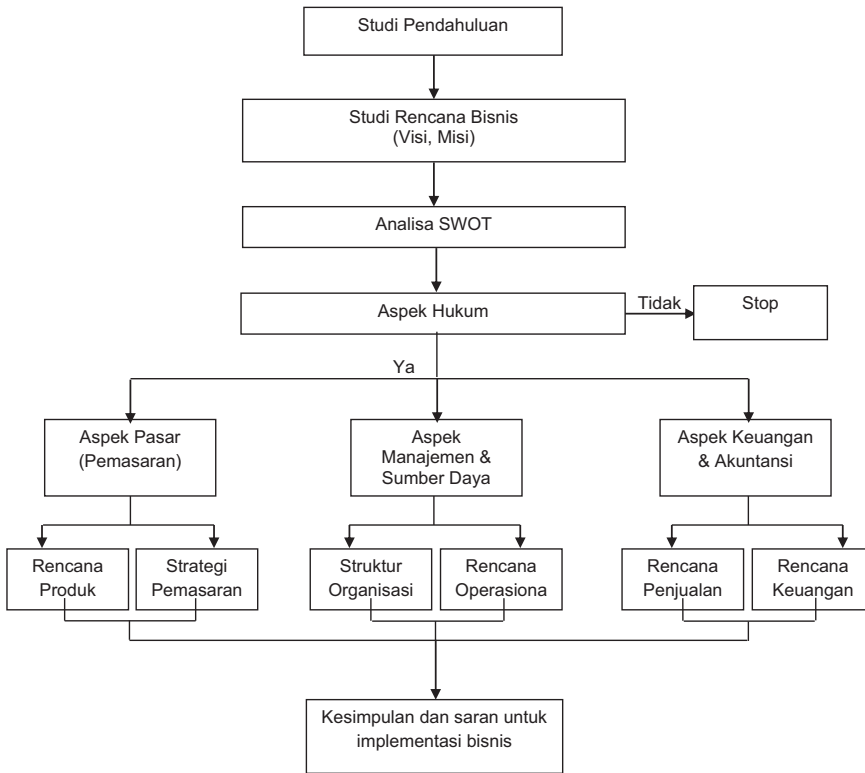 Studi Pendahuluan
Studi Rencana Bisnis
(Visi, Misi)
Analisa SWOT
Aspek Hukum
Tidak
Stop
Ya
Aspek Pasar
(Pemasaran)
Aspek
Manajemen &
Sumber Daya
Aspek Keuangan
& Akuntansi
Rencana
Produk
Strategi
Pemasaran
Struktur
Organisasi
Rencana
Operasiona
Rencana
Penjualan
Rencana
Keuangan
Kesimpulan dan saran untuk
implementasi bisnis